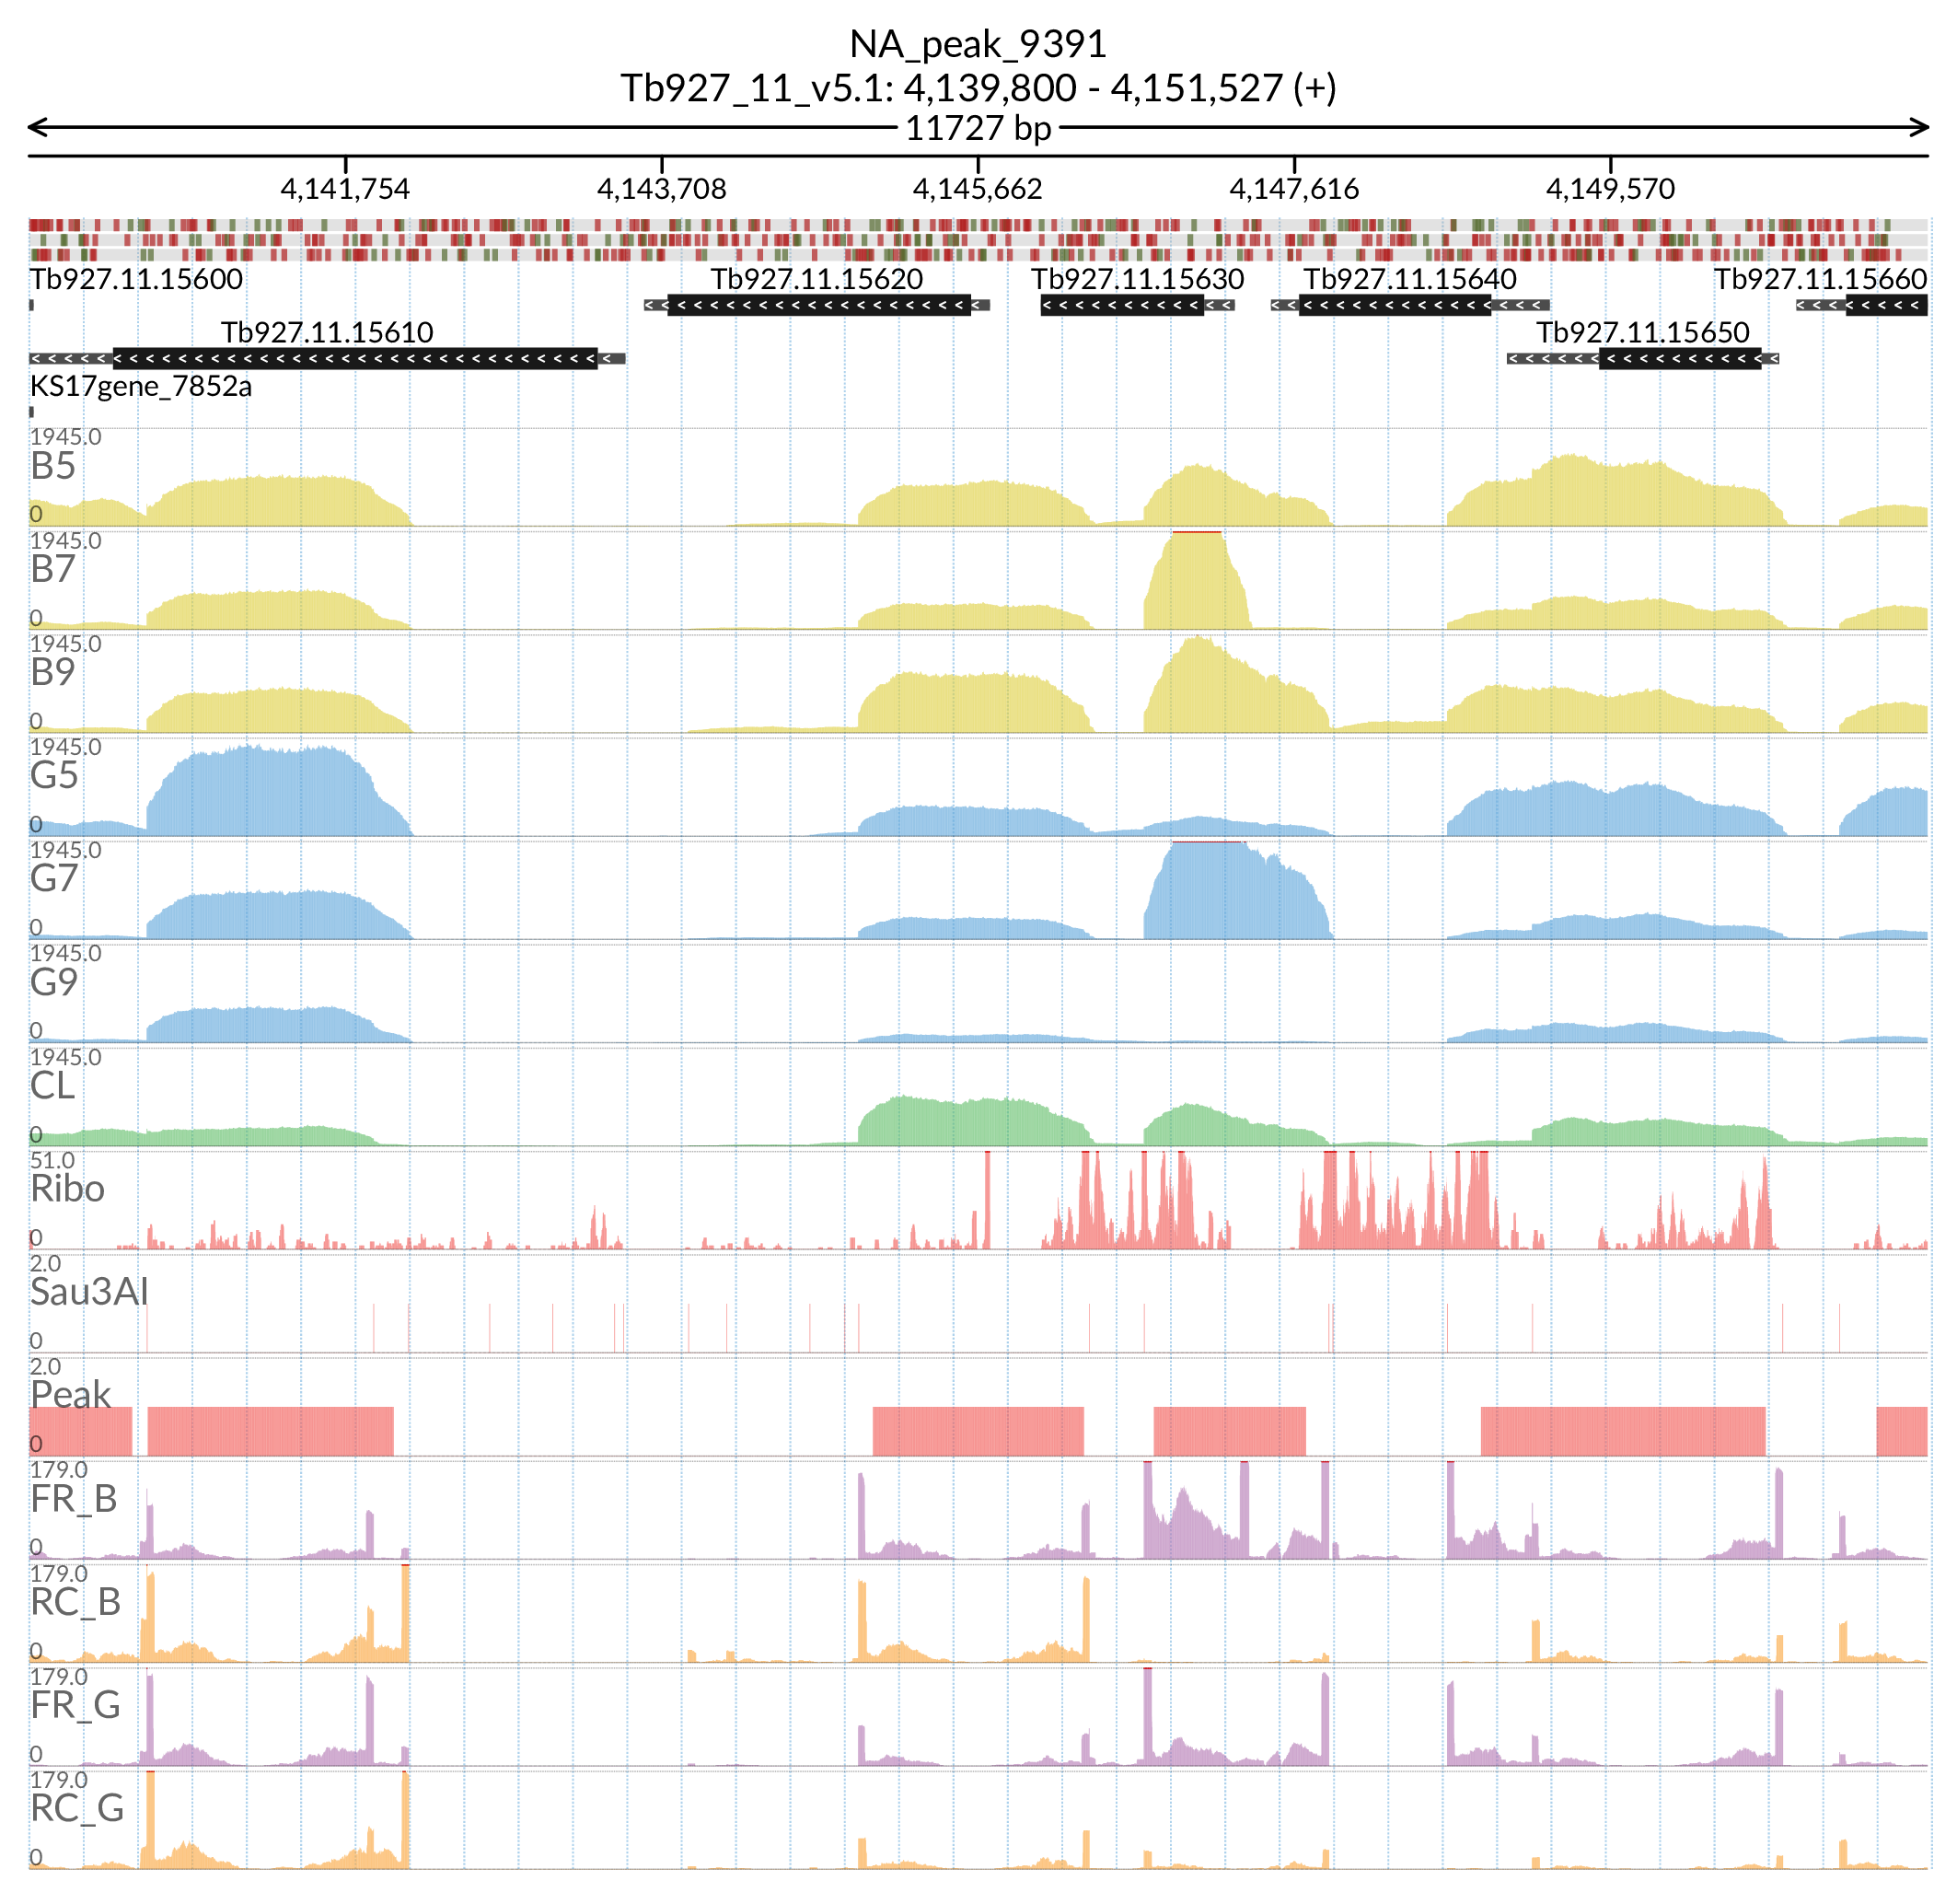 NA_peak_9391
Tb927_11_v5.1: 4,139,800 - 4,151,527 (+)
11727 bp
4,141,754 4,143,708 4,145,662 4,147,616 4,149,570
Tb927.11.15600 Tb927.11.15620 Tb927.11.15630 Tb927.11.15640 Tb927.11.15660
Tb927.11.15610 Tb927.11.15650
KS17gene_7852a
1945.0
B5
0
1945.0
B7
0
1945.0
B9
0
1945.0
G5
0
1945.0
G7
0
1945.0
G9
0
1945.0
CL
0
51.0
Ribo
0
2.0
Sau3AI
0
2.0
Peak
0
179.0
FR_B
0
179.0
RC_B
0
179.0
FR_G
0
179.0
RC_G
0